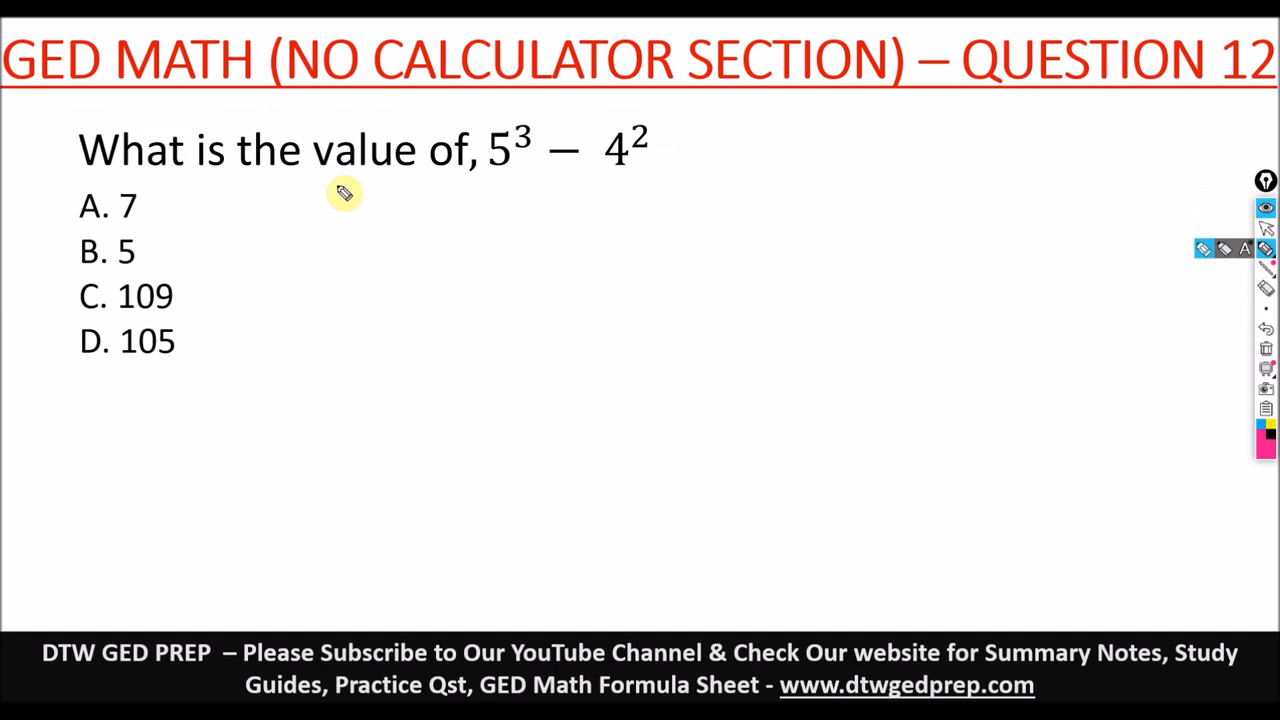 GED MATH (NO CALCULATOR SECTION) – QUESTION 12
What is the value of, 5³ − 4²
A. 7
B. 5
C. 109
D. 105
A
DTW GED PREP – Please Subscribe to Our YouTube Channel & Check Our website for Summary Notes, Study
Guides, Practice Qst, GED Math Formula Sheet - www.dtwgedprep.com